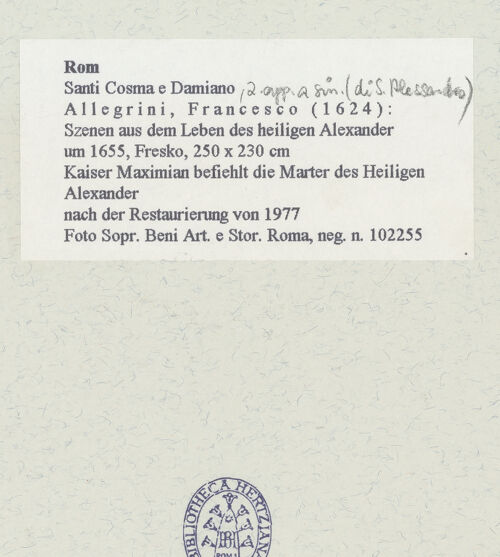 Rom
Santi Cosma e Damiano , 2. app. a sin. (di S. Alessandro)
Allegrini, Francesco (1624):
Szenen aus dem Leben des heiligen Alexander
um 1655, Fresko, 250 x 230 cm
Kaiser Maximian befiehlt die Marter des Heiligen
Alexander
nach der Restaurierung von 1977
Foto Sopr. Beni Art. e Stor. Roma, neg. n. 102255
BIBLIOTHECA HERTZIAN
ROMA